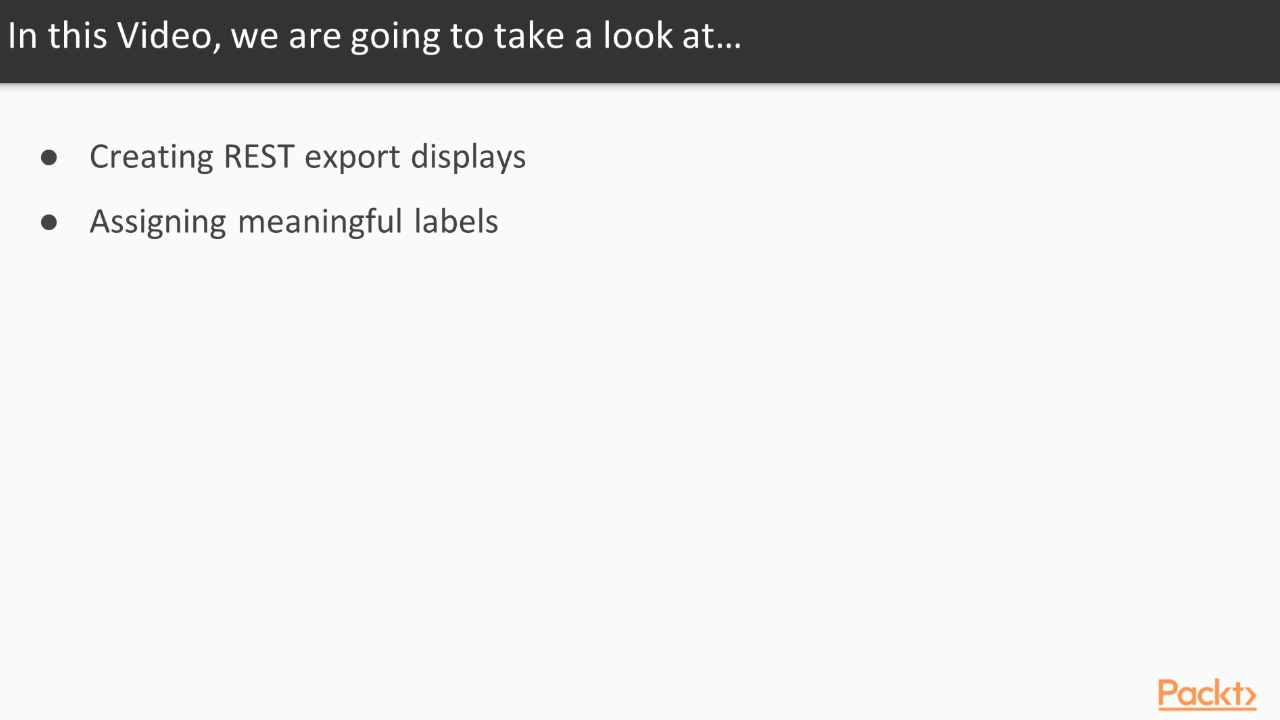 In this Video, we are going to take a look at…
● Creating REST export displays
● Assigning meaningful labels
Packt>